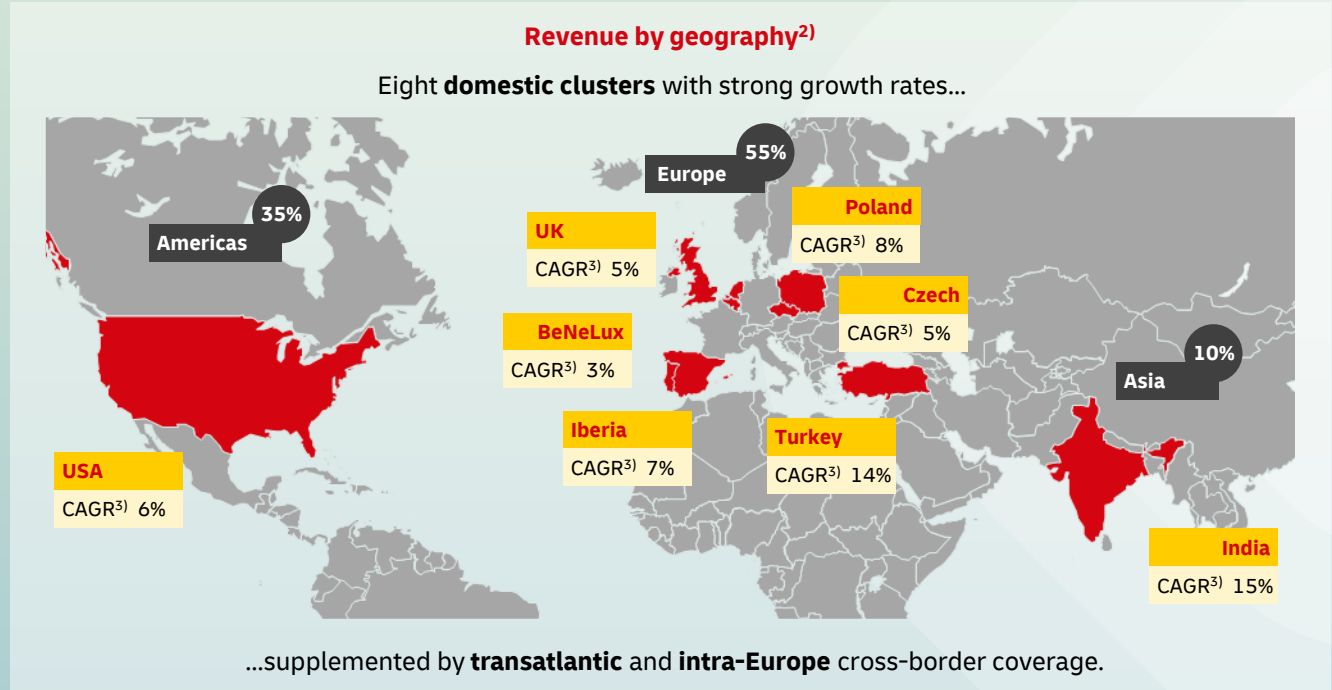 Revenue by geography2)
Eight domestic clusters with strong growth rates...
55%
Europe
35%
Americas
Poland
CAGR3) 8%
UK
CAGR3) 5%
Czech
CAGR3) 5%
BeNeLux
CAGR3) 3%
10%
Asia
Iberia
CAGR3) 7%
Turkey
CAGR3) 14%
USA
CAGR3) 6%
India
CAGR3) 15%
...supplemented by transatlantic and intra-Europe cross-border coverage.